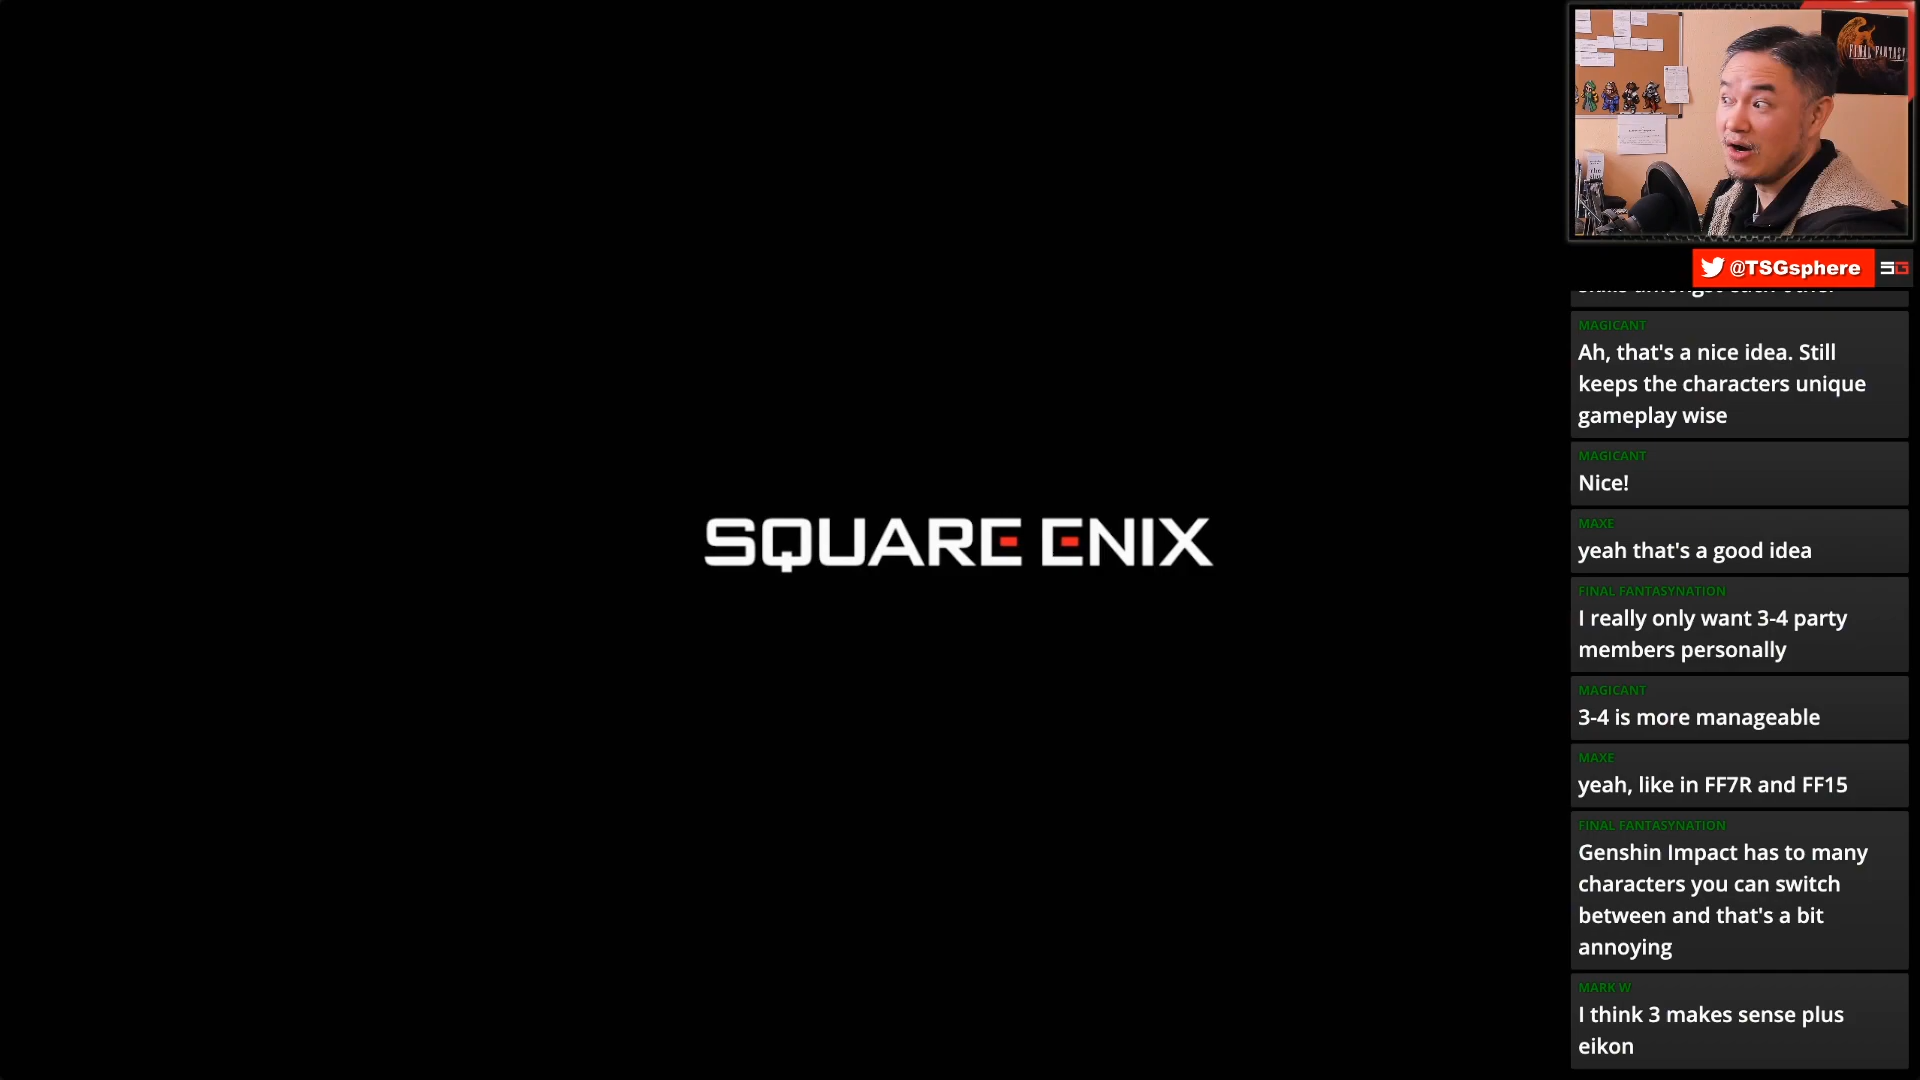 SQUARE ENIX
FINAL FANTASY
@TSGsphere
SG
MAGICANT
Ah, that's a nice idea. Still
keeps the characters unique
gameplay wise
MAGICANT
Nice!
MAXE
yeah that's a good idea
FINAL FANTASYNATION
I really only want 3-4 party
members personally
MAGICANT
3-4 is more manageable
MAXE
yeah, like in FF7R and FF15
FINAL FANTASYNATION
Genshin Impact has to many
characters you can switch
between and that's a bit
annoying
MARK W
I think 3 makes sense plus
eikon